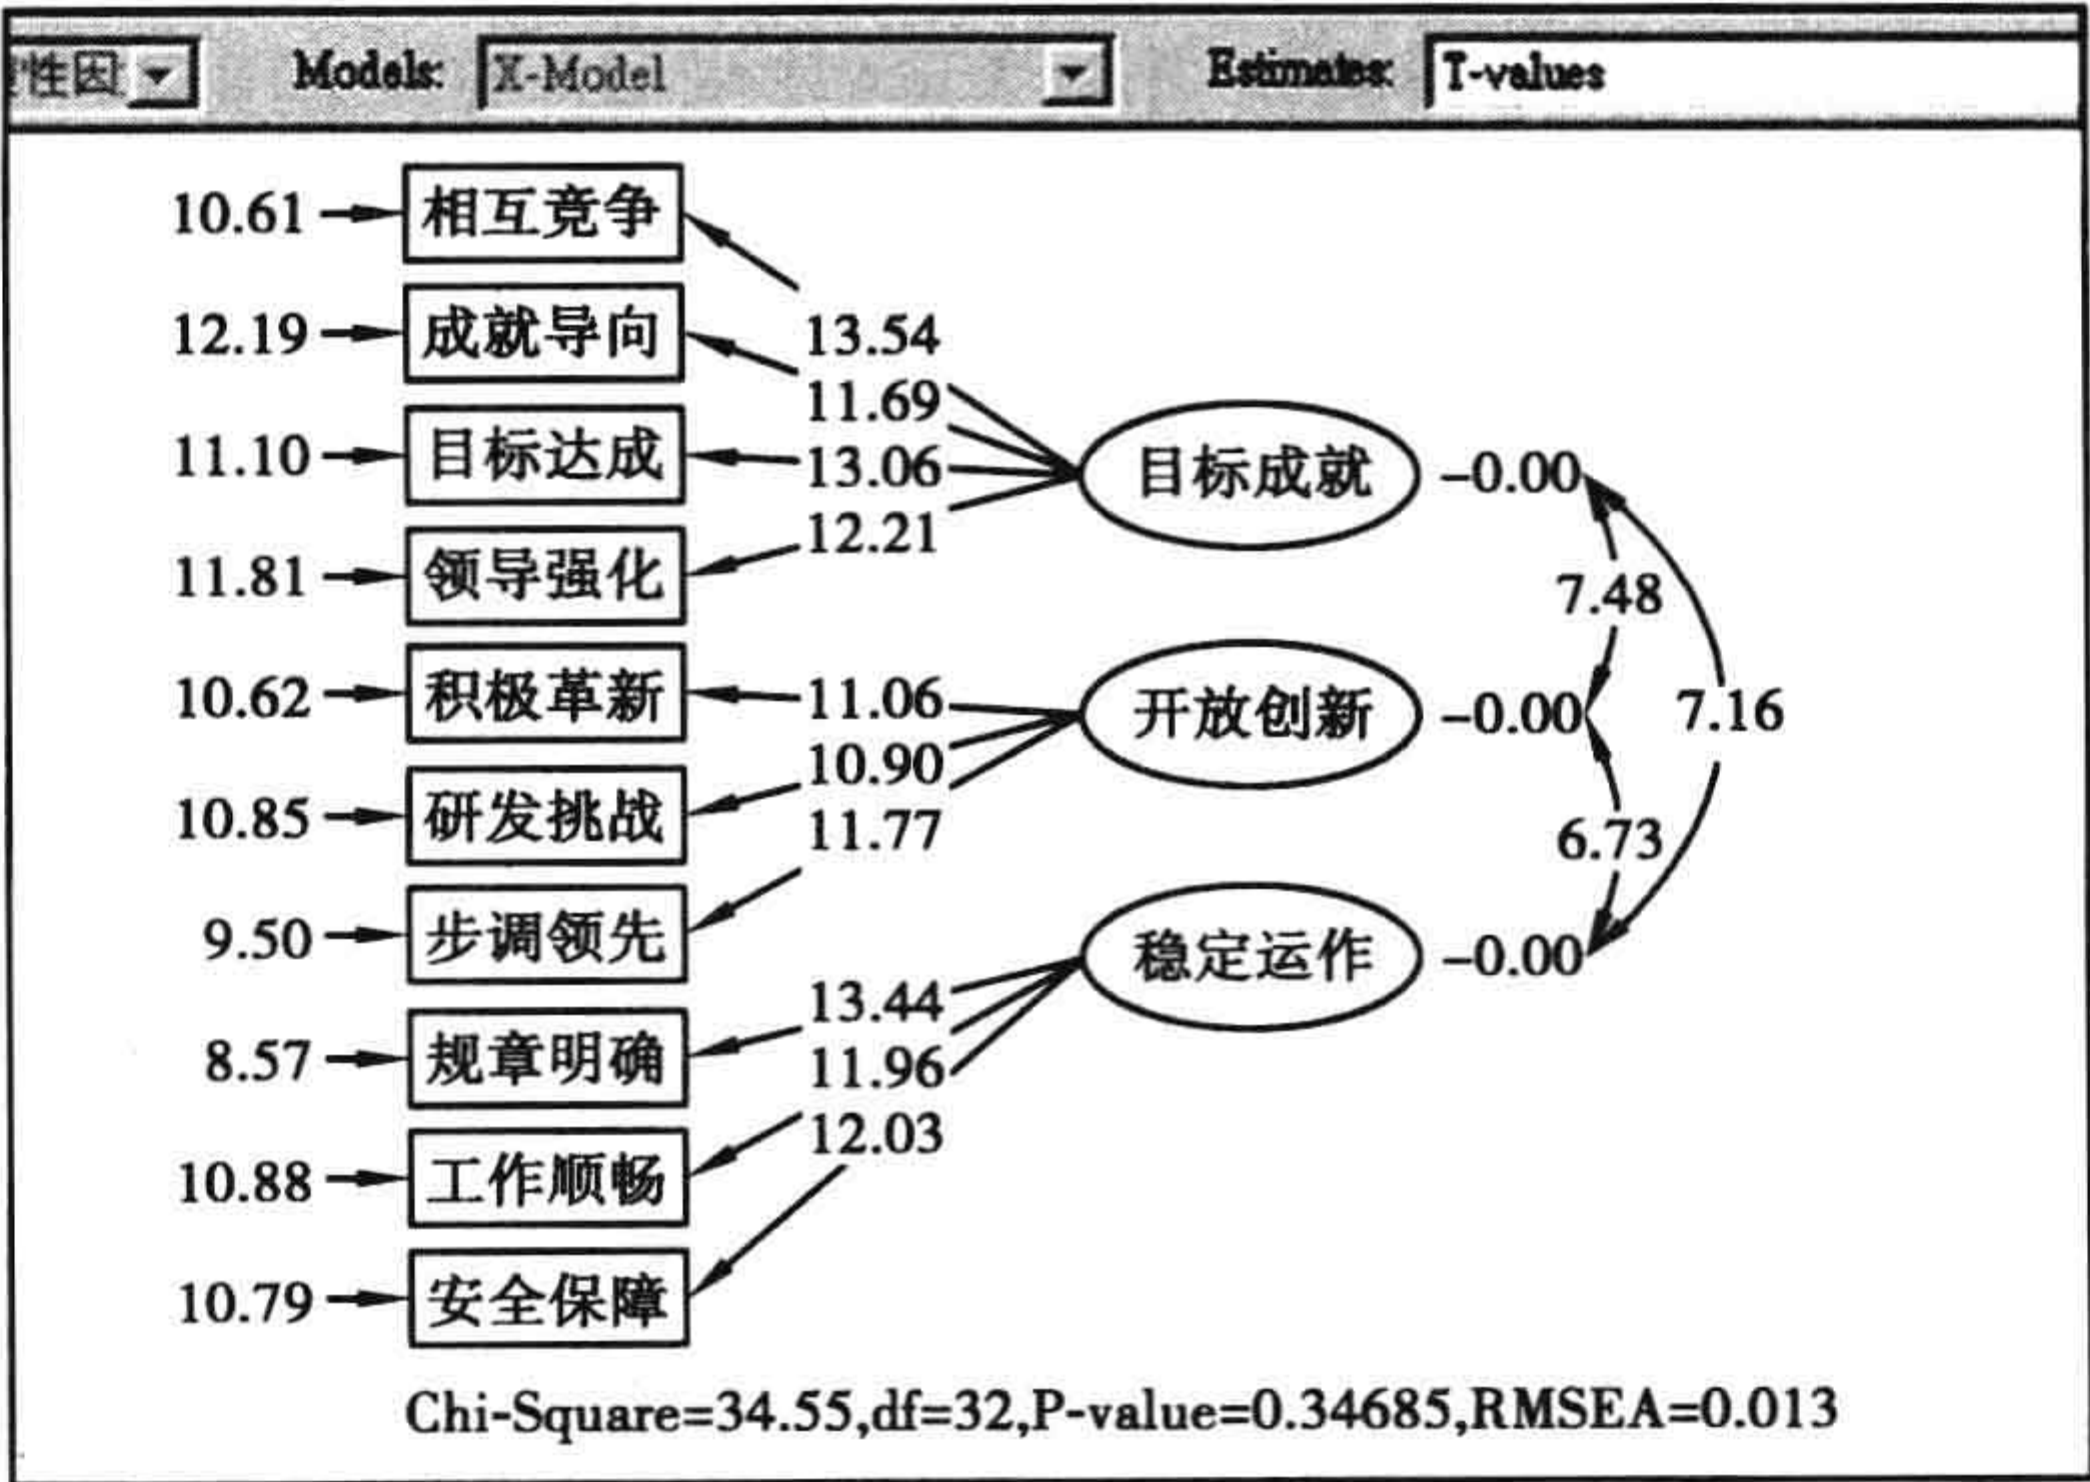 性因 Models: X-Model Estimates: T-values
10.61 相互竞争
12.19 成就导向 13.54
11.69
11.10 目标达成 13.06 目标成就 -0.00
12.21
11.81 领导强化 7.48
10.62 积极革新 11.06 开放创新 -0.00 7.16
10.90
10.85 研发挑战 11.77 6.73
9.50 步调领先 稳定运作 -0.00
13.44
8.57 规章明确 11.96
12.03
10.88 工作顺畅
10.79 安全保障
Chi-Square=34.55,df=32,P-value=0.34685,RMSEA=0.013